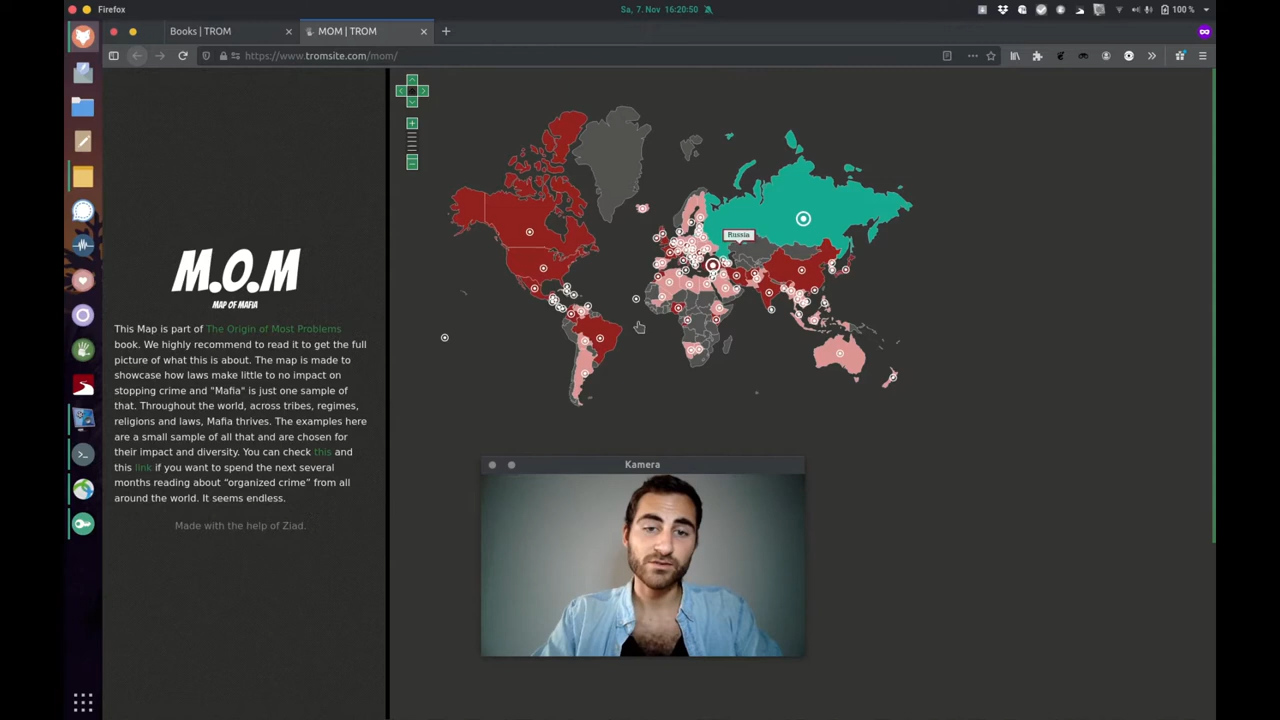 Firefox
Sa, 7. Nov 16:20:50
100 %
Books | TROM
MOM | TROM
https://www.tromsite.com/mom/
Russia
M.O.M
MAP OF MAFIA
This Map is part of The Origin of Most Problems
book. We highly recommend to read it to get the full
picture of what this is about. The map is made to
showcase how laws make little to no impact on
stopping crime and "Mafia" is just one sample of
that. Throughout the world, across tribes, regimes,
religions and laws, Mafia thrives. The examples here
are a small sample of all that and are chosen for
their impact and diversity. You can check this and
this link if you want to spend the next several
months reading about “organized crime” from all
around the world. It seems endless.
Made with the help of Ziad.
Kamera